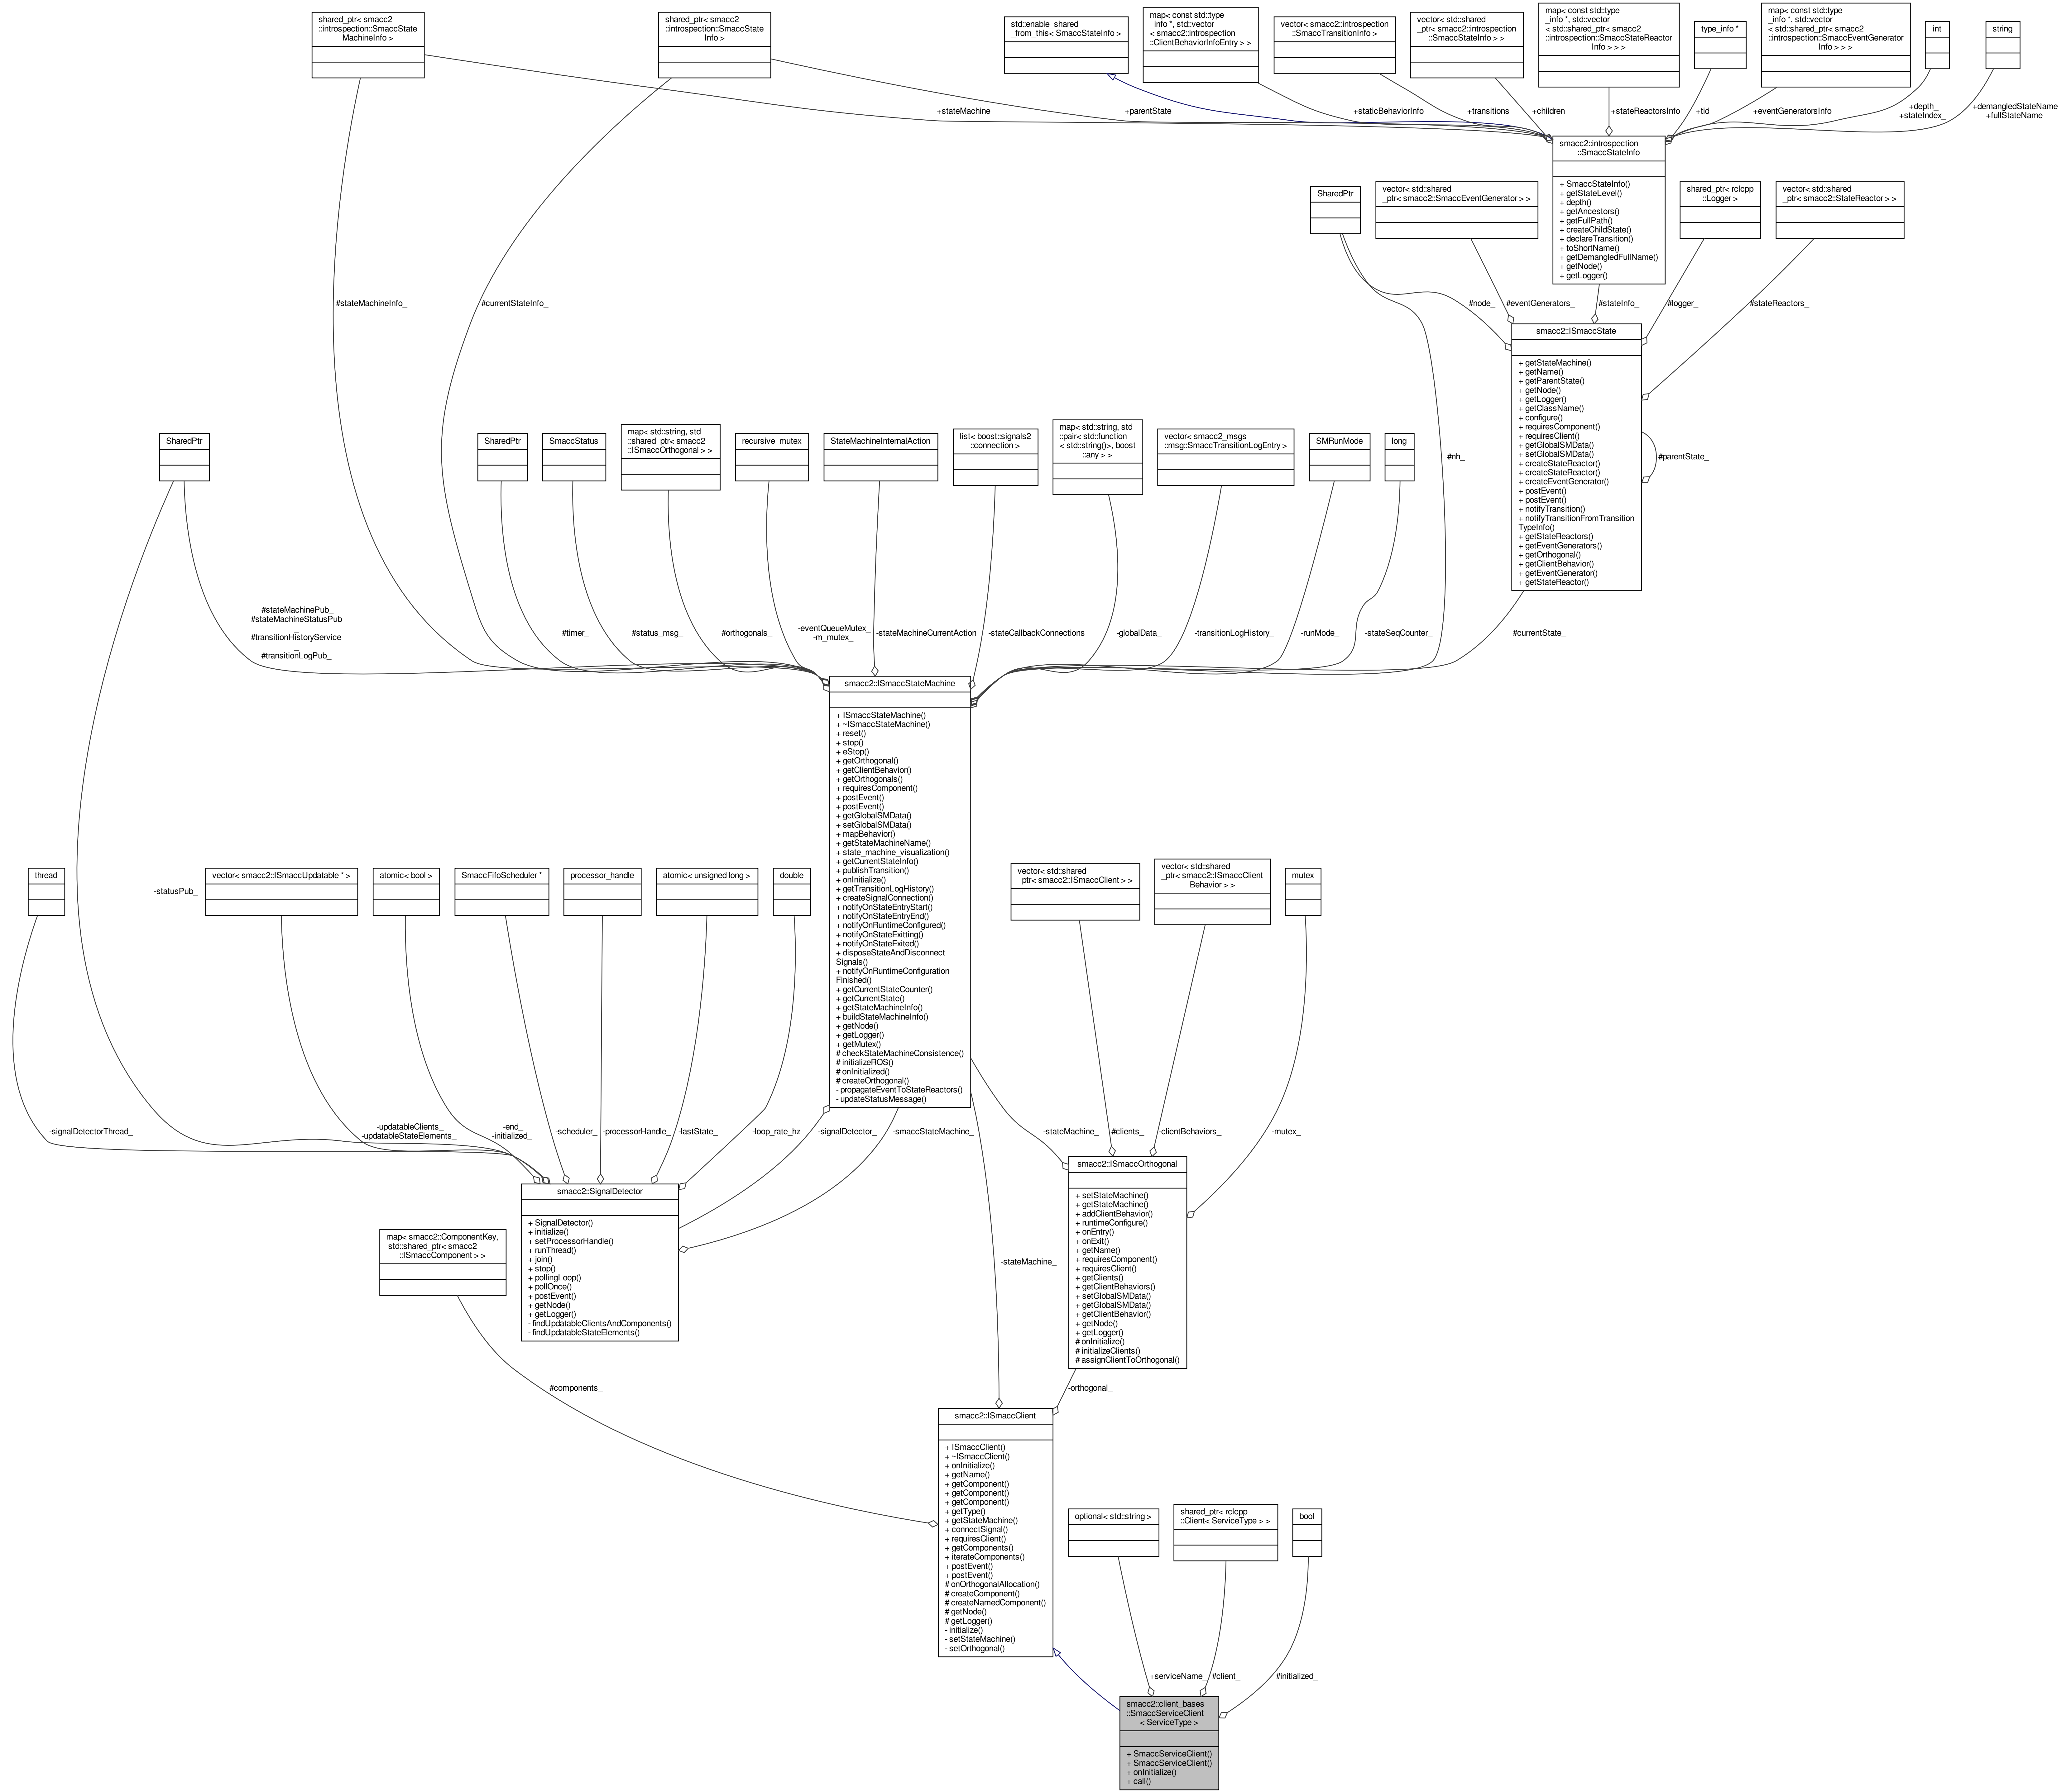 shared_ptr< smacc2
::introspection::SmaccState
MachineInfo >
shared_ptr< smacc2
::introspection::SmaccState
Info >
std::enable_shared
_from_this< SmaccStateInfo >
map< const std::type
_info *, std::vector
< smacc2::introspection
::ClientBehaviorInfoEntry > >
vector< smacc2::introspection
::SmaccTransitionInfo >
vector< std::shared
_ptr< smacc2::introspection
::SmaccStateInfo > >
map< const std::type
_info *, std::vector
< std::shared_ptr< smacc2
::introspection::SmaccStateReactor
Info > > >
type_info *
map< const std::type
_info *, std::vector
< std::shared_ptr< smacc2
::introspection::SmaccEventGenerator
Info > > >
int
string
+stateMachine_
+parentState_
+staticBehaviorInfo
+transitions_
+children_
+stateReactorsInfo
+tid_
+eventGeneratorsInfo
+depth_
+stateIndex_
+demangledStateName
+fullStateName
smacc2::introspection
::SmaccStateInfo
+ SmaccStateInfo()
+ getStateLevel()
+ depth()
+ getAncestors()
+ getFullPath()
+ createChildState()
+ declareTransition()
+ toShortName()
+ getDemangledFullName()
+ getNode()
+ getLogger()
SharedPtr
vector< std::shared
_ptr< smacc2::SmaccEventGenerator > >
shared_ptr< rclcpp
::Logger >
vector< std::shared
_ptr< smacc2::StateReactor > >
#stateMachineInfo_
#currentStateInfo_
#node_
#eventGenerators_
#stateInfo_
#logger_
#stateReactors_
smacc2::ISmaccState
+ getStateMachine()
+ getName()
+ getParentState()
+ getNode()
+ getLogger()
+ getClassName()
+ configure()
+ requiresComponent()
+ requiresClient()
+ getGlobalSMData()
+ setGlobalSMData()
+ createStateReactor()
+ createStateReactor()
+ createEventGenerator()
+ postEvent()
+ postEvent()
+ notifyTransition()
+ notifyTransitionFromTransition
TypeInfo()
+ getStateReactors()
+ getEventGenerators()
+ getOrthogonal()
+ getClientBehavior()
+ getEventGenerator()
+ getStateReactor()
#parentState_
#nh_
SharedPtr
SharedPtr
SmaccStatus
map< std::string, std
::shared_ptr< smacc2
::ISmaccOrthogonal > >
recursive_mutex
StateMachineInternalAction
list< boost::signals2
::connection >
map< std::string, std
::pair< std::function
< std::string()>, boost
::any > >
vector< smacc2_msgs
::msg::SmaccTransitionLogEntry >
SMRunMode
long
#stateMachinePub_
#stateMachineStatusPub
_
#transitionHistoryService
_
#transitionLogPub_
#timer_
#status_msg_
#orthogonals_
-eventQueueMutex_
-m_mutex_
-stateMachineCurrentAction
-stateCallbackConnections
-globalData_
-transitionLogHistory_
-runMode_
-stateSeqCounter_
#currentState_
smacc2::ISmaccStateMachine
+ ISmaccStateMachine()
+ ~ISmaccStateMachine()
+ reset()
+ stop()
+ eStop()
+ getOrthogonal()
+ getClientBehavior()
+ getOrthogonals()
+ requiresComponent()
+ postEvent()
+ postEvent()
+ getGlobalSMData()
+ setGlobalSMData()
+ mapBehavior()
+ getStateMachineName()
+ state_machine_visualization()
+ getCurrentStateInfo()
+ publishTransition()
+ onInitialize()
+ getTransitionLogHistory()
+ createSignalConnection()
+ notifyOnStateEntryStart()
+ notifyOnStateEntryEnd()
+ notifyOnRuntimeConfigured()
+ notifyOnStateExitting()
+ notifyOnStateExited()
+ disposeStateAndDisconnect
Signals()
+ notifyOnRuntimeConfiguration
Finished()
+ getCurrentStateCounter()
+ getCurrentState()
+ getStateMachineInfo()
+ buildStateMachineInfo()
+ getNode()
+ getLogger()
+ getMutex()
# checkStateMachineConsistence()
# initializeROS()
# onInitialized()
# createOrthogonal()
- propagateEventToStateReactors()
- updateStatusMessage()
thread
-statusPub_
vector< smacc2::ISmaccUpdatable * >
atomic< bool >
SmaccFifoScheduler *
processor_handle
atomic< unsigned long >
double
vector< std::shared
_ptr< smacc2::ISmaccClient > >
vector< std::shared
_ptr< smacc2::ISmaccClient
Behavior > >
mutex
-signalDetectorThread_
-updatableClients_
-updatableStateElements_
-end_
-initialized_
-scheduler_
-processorHandle_
-lastState_
-loop_rate_hz
-signalDetector_
-smaccStateMachine_
-stateMachine_
#clients_
-clientBehaviors_
-mutex_
smacc2::SignalDetector
+ SignalDetector()
+ initialize()
+ setProcessorHandle()
+ runThread()
+ join()
+ stop()
+ pollingLoop()
+ pollOnce()
+ postEvent()
+ getNode()
+ getLogger()
- findUpdatableClientsAndComponents()
- findUpdatableStateElements()
smacc2::ISmaccOrthogonal
+ setStateMachine()
+ getStateMachine()
+ addClientBehavior()
+ runtimeConfigure()
+ onEntry()
+ onExit()
+ getName()
+ requiresComponent()
+ requiresClient()
+ getClients()
+ getClientBehaviors()
+ setGlobalSMData()
+ getGlobalSMData()
+ getClientBehavior()
+ getNode()
+ getLogger()
# onInitialize()
# initializeClients()
# assignClientToOrthogonal()
map< smacc2::ComponentKey,
std::shared_ptr< smacc2
::ISmaccComponent > >
-stateMachine_
#components_
-orthogonal_
smacc2::ISmaccClient
+ ISmaccClient()
+ ~ISmaccClient()
+ onInitialize()
+ getName()
+ getComponent()
+ getComponent()
+ getComponent()
+ getType()
+ getStateMachine()
+ connectSignal()
+ requiresClient()
+ getComponents()
+ iterateComponents()
+ postEvent()
+ postEvent()
# onOrthogonalAllocation()
# createComponent()
# createNamedComponent()
# getNode()
# getLogger()
- initialize()
- setStateMachine()
- setOrthogonal()
optional< std::string >
shared_ptr< rclcpp
::Client< ServiceType > >
bool
+serviceName_
#client_
#initialized_
smacc2::client_bases
::SmaccServiceClient
< ServiceType >
+ SmaccServiceClient()
+ SmaccServiceClient()
+ onInitialize()
+ call()